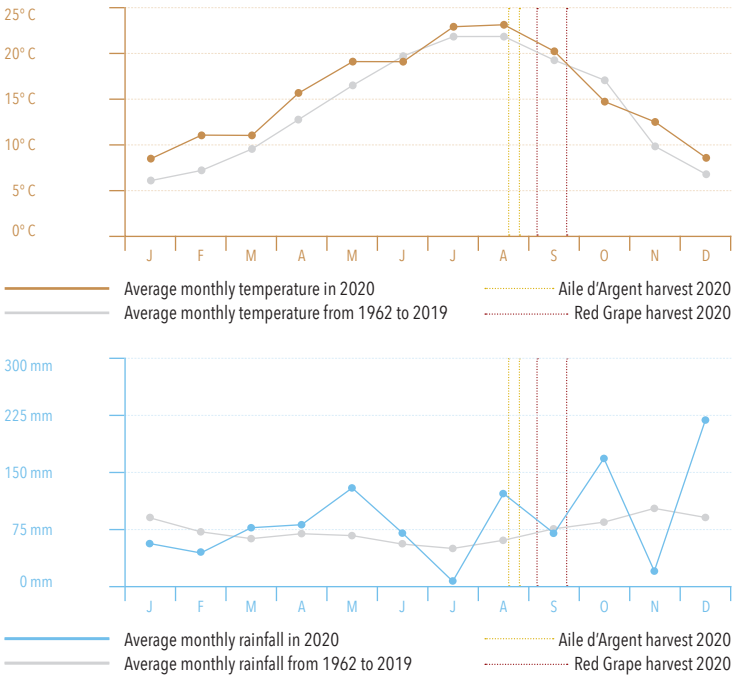 25° C
20° C
15° C
10° C
5° C
0° C
J F M A M J J A S O N D
Average monthly temperature in 2020
Aile d'Argent harvest 2020
Average monthly temperature from 1962 to 2019
Red Grape harvest 2020
300 mm
225 mm
150 mm
75 mm
0 mm
J F M A M J J A S O N D
Average monthly rainfall in 2020
Aile d'Argent harvest 2020
Average monthly rainfall from 1962 to 2019
Red Grape harvest 2020